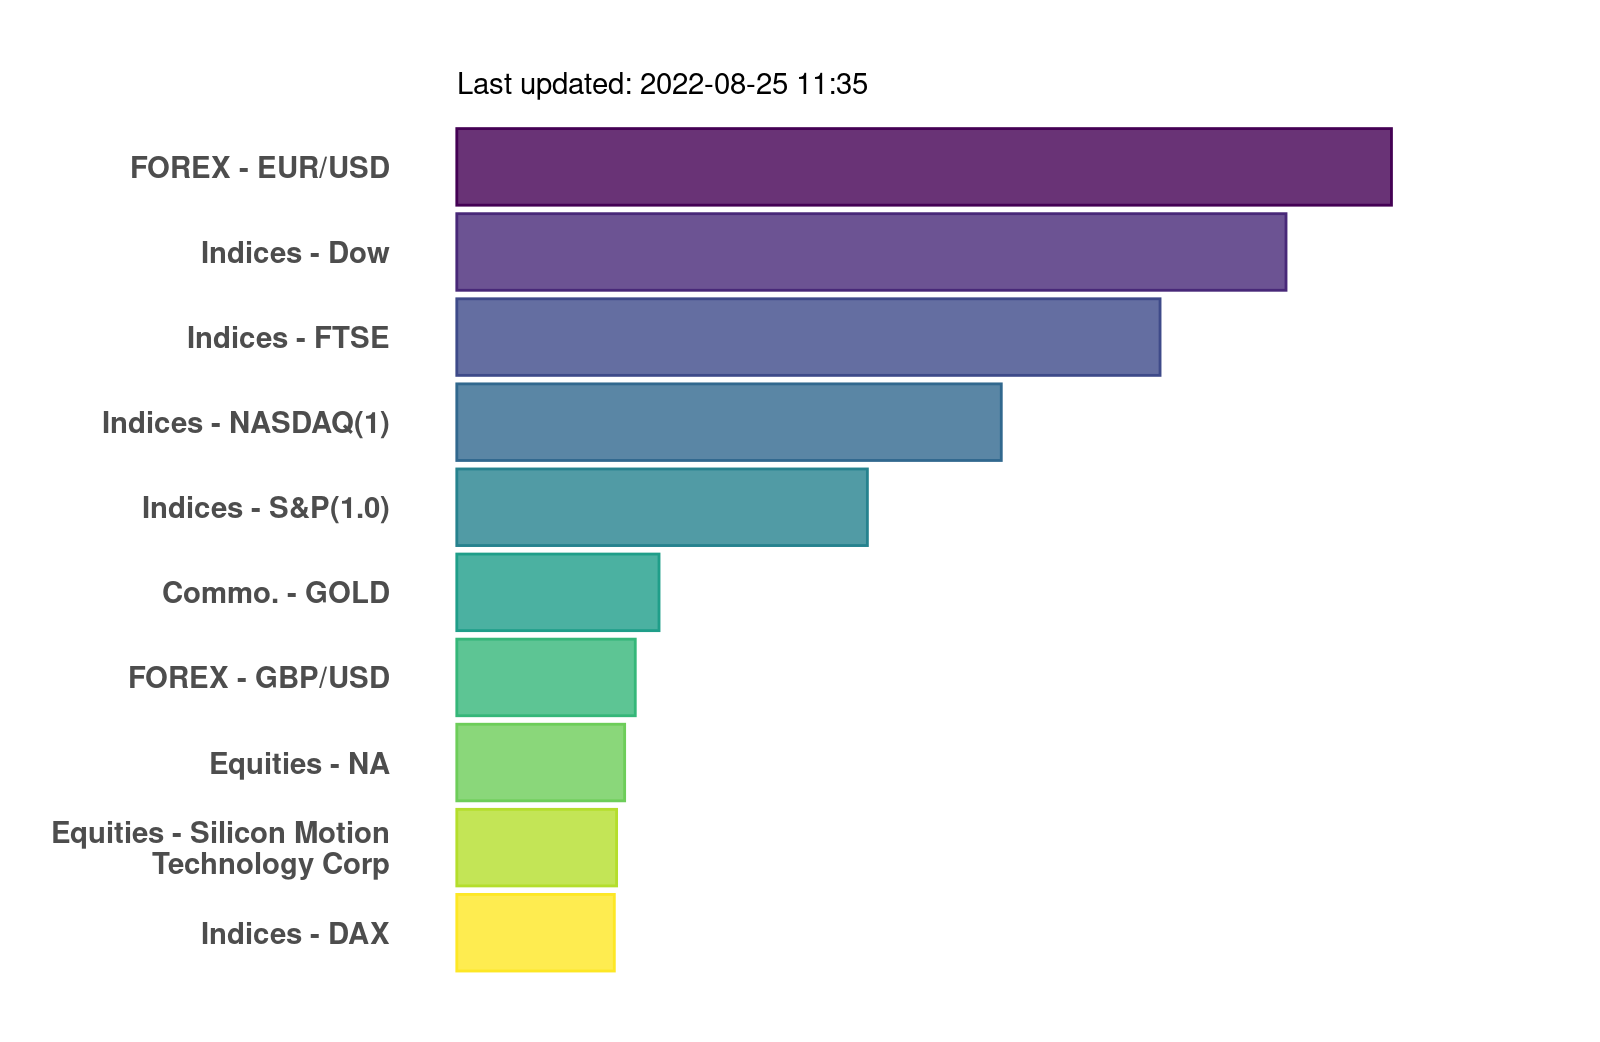 Last updated: 2022-08-25 11:35
FOREX - EUR/USD
Indices - Dow
Indices - FTSE
Indices - NASDAQ(1)
Indices - S&P(1.0)
Commo. - GOLD
FOREX - GBP/USD
Equities - NA
Equities - Silicon Motion
Technology Corp
Indices - DAX